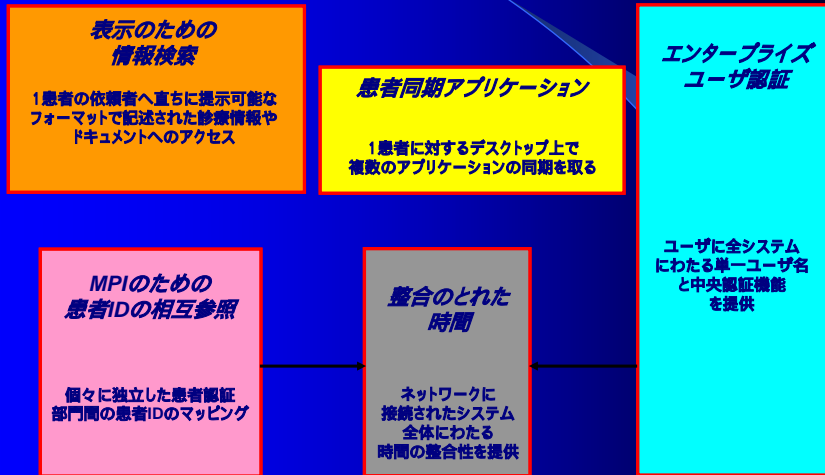 表示のための
情報検索
1患者の依頼者へ直ちに提示可能な
フォーマットで記述された診療情報や
ドキュメントへのアクセス
患者同期アプリケーション
1患者に対するデスクトップ上で
複数のアプリケーションの同期を取る
エンタープライズ
ユーザ認証
ユーザに全システム
にわたる単一ユーザ名
と中央認証機能
を提供
MPIのための
患者IDの相互参照
個々に独立した患者認証
部門間の患者IDのマッピング
整合のとれた
時間
ネットワークに
接続されたシステム
全体にわたる
時間の整合性を提供